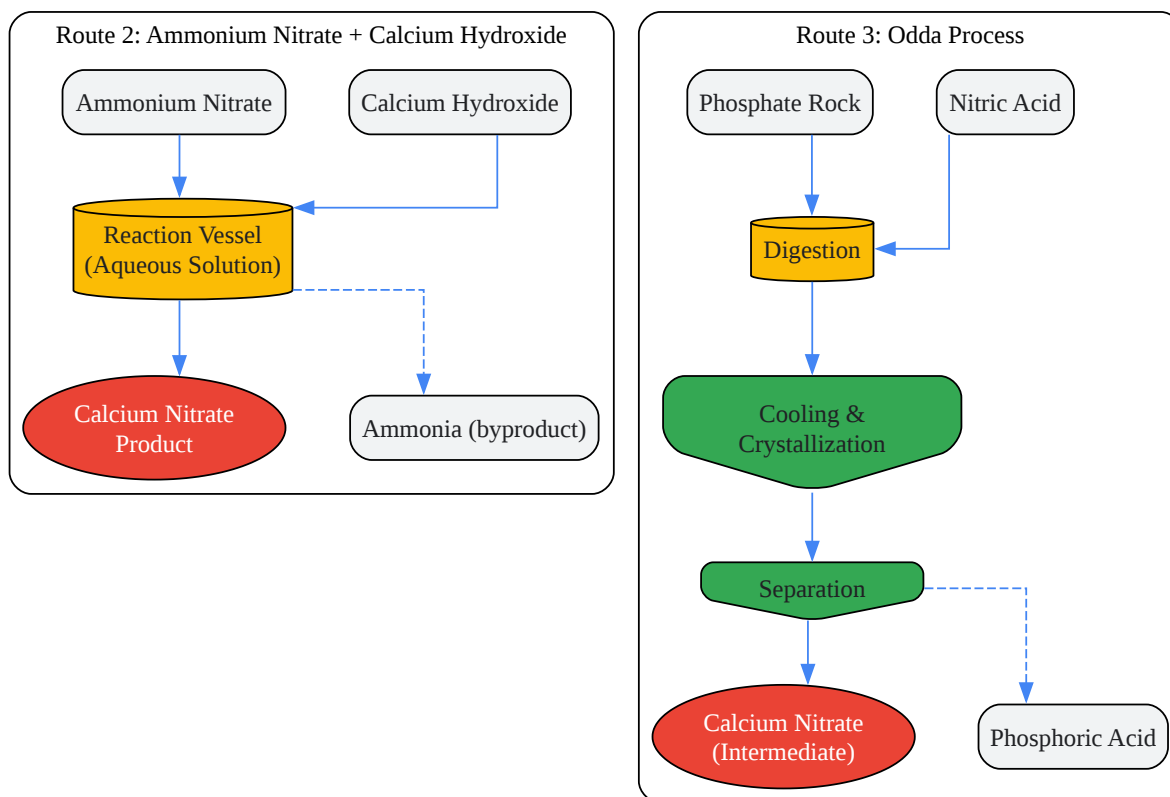 Route 2: Ammonium Nitrate + Calcium Hydroxide
Ammonium Nitrate
Calcium Hydroxide
Reaction Vessel
(Aqueous Solution)
Calcium Nitrate
Product
Ammonia (byproduct)
Route 3: Odda Process
Phosphate Rock
Nitric Acid
Digestion
Cooling &
Crystallization
Separation
Calcium Nitrate
(Intermediate)
Phosphoric Acid